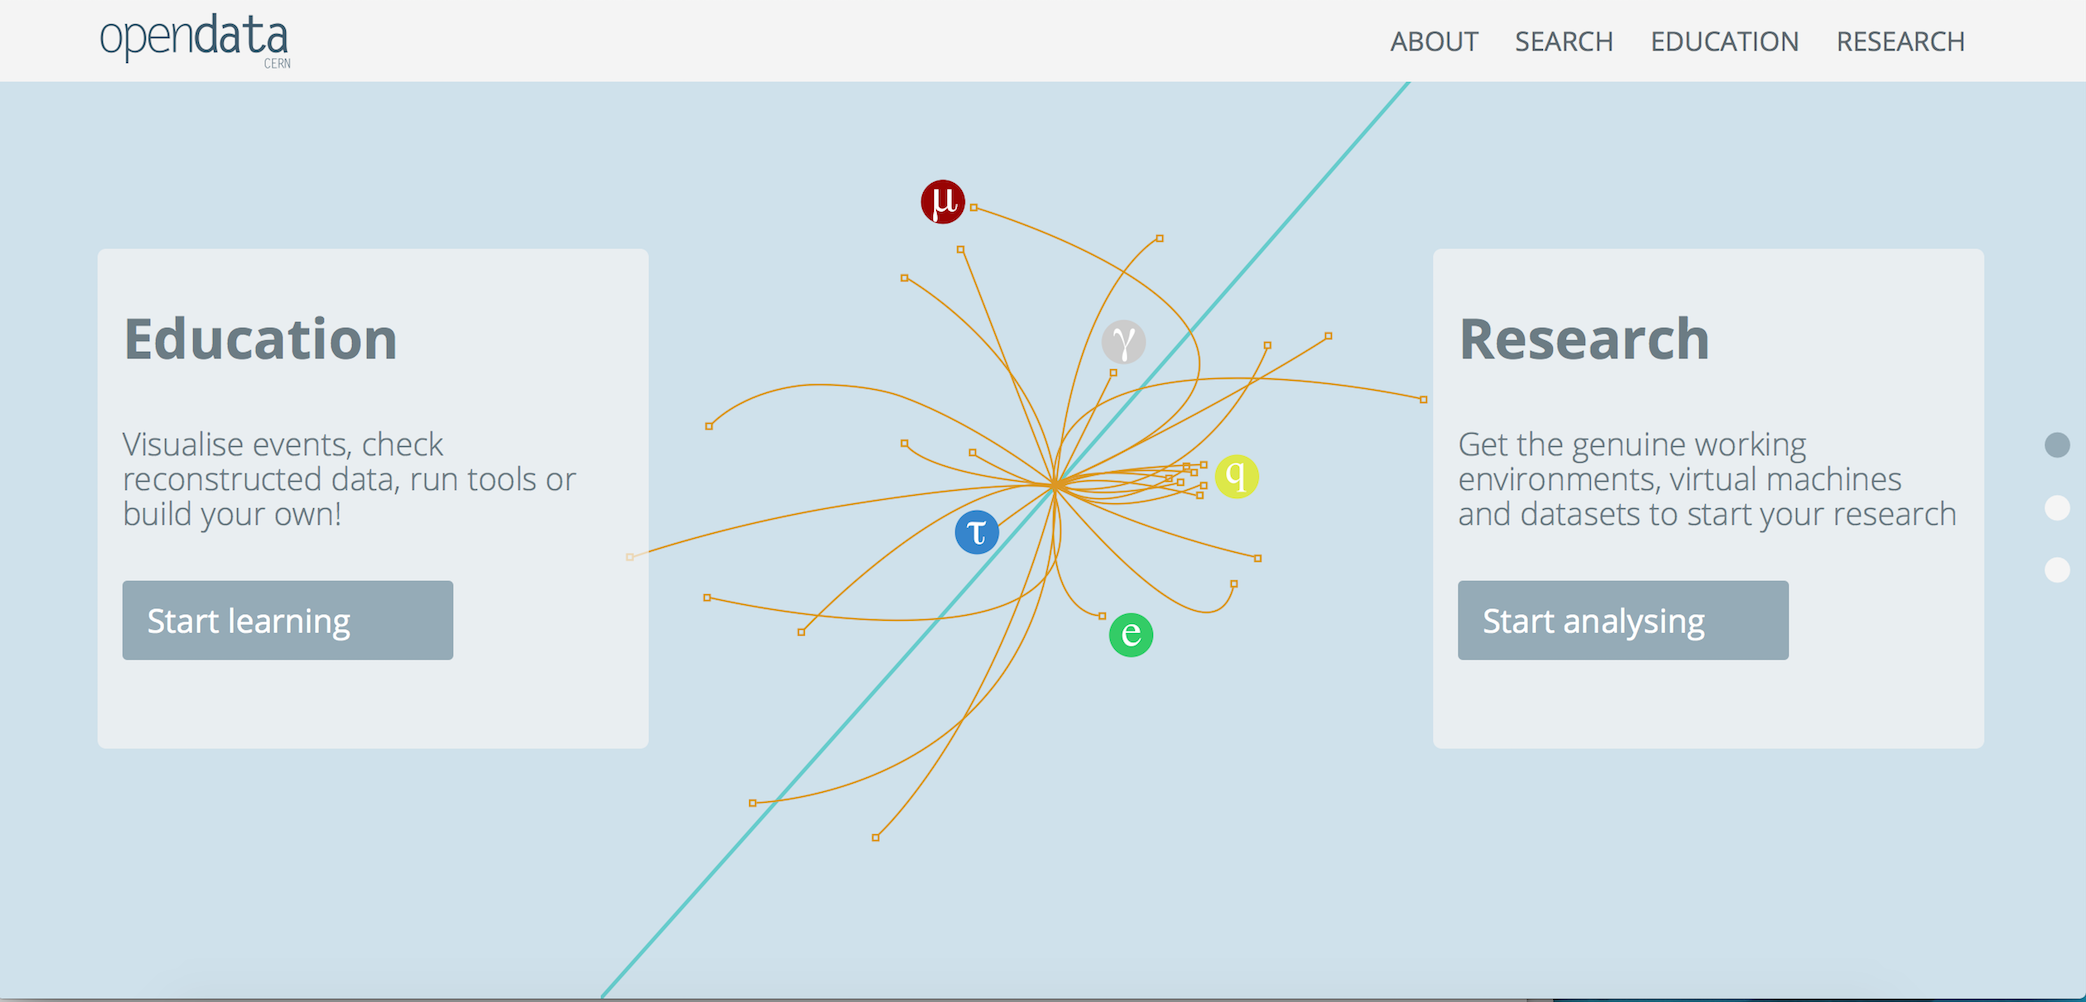 opendata
CERN
ABOUT SEARCH EDUCATION RESEARCH
μ
γ
q
τ
e
Education
Visualise events, check
reconstructed data, run tools or
build your own!
Start learning
Research
Get the genuine working
environments, virtual machines
and datasets to start your research
Start analysing